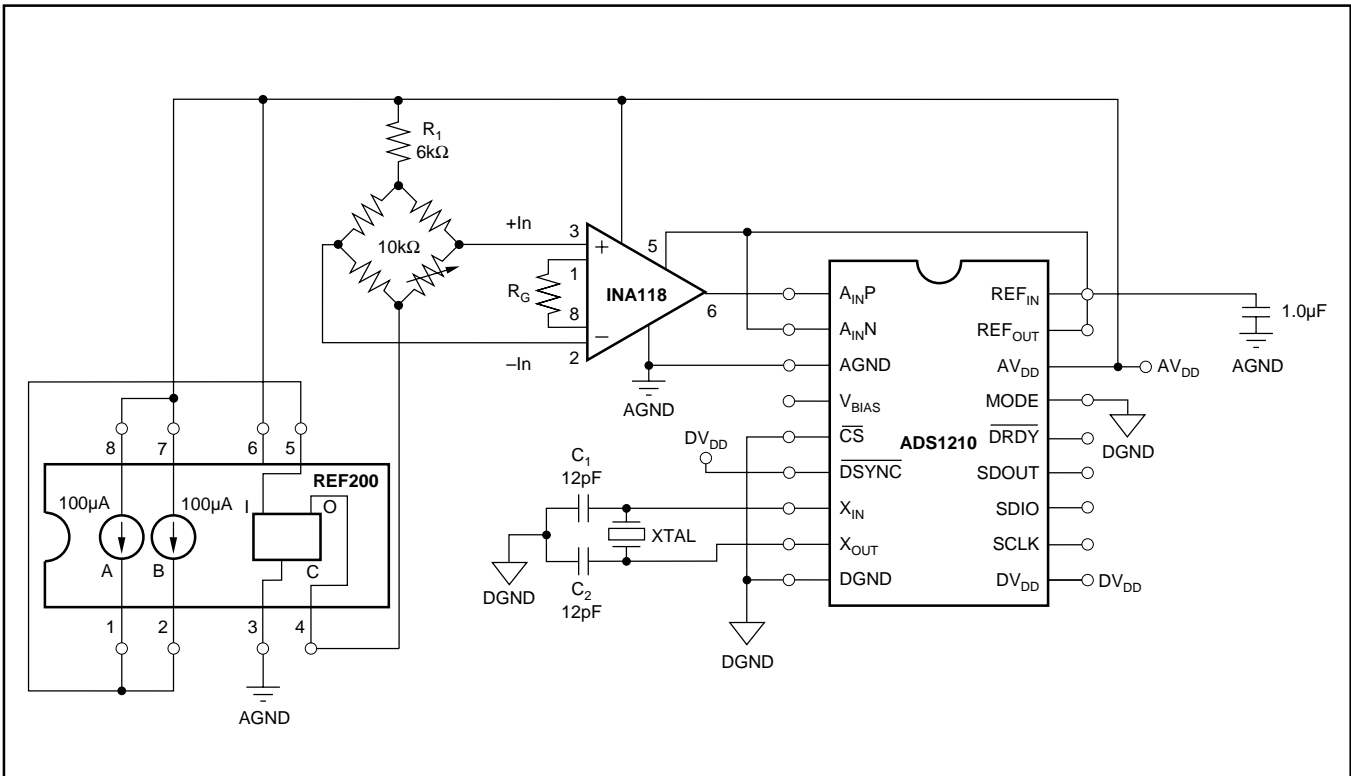 R1
6kΩ
10kΩ
+In
–In
3
+
1
RG
8
–
2
5
INA118
6
AGND
8
7
6
5
REF200
100µA
100µA
I
O
A
B
C
1
2
3
4
AGND
AINP
AINN
AGND
VBIAS
CS
DSYNC
XIN
XOUT
DGND
ADS1210
REFIN
REFOUT
AVDD
MODE
DRDY
SDOUT
SDIO
SCLK
DVDD
1.0µF
AGND
AVDD
DGND
DVDD
DVDD
C1
12pF
XTAL
C2
12pF
DGND
DGND